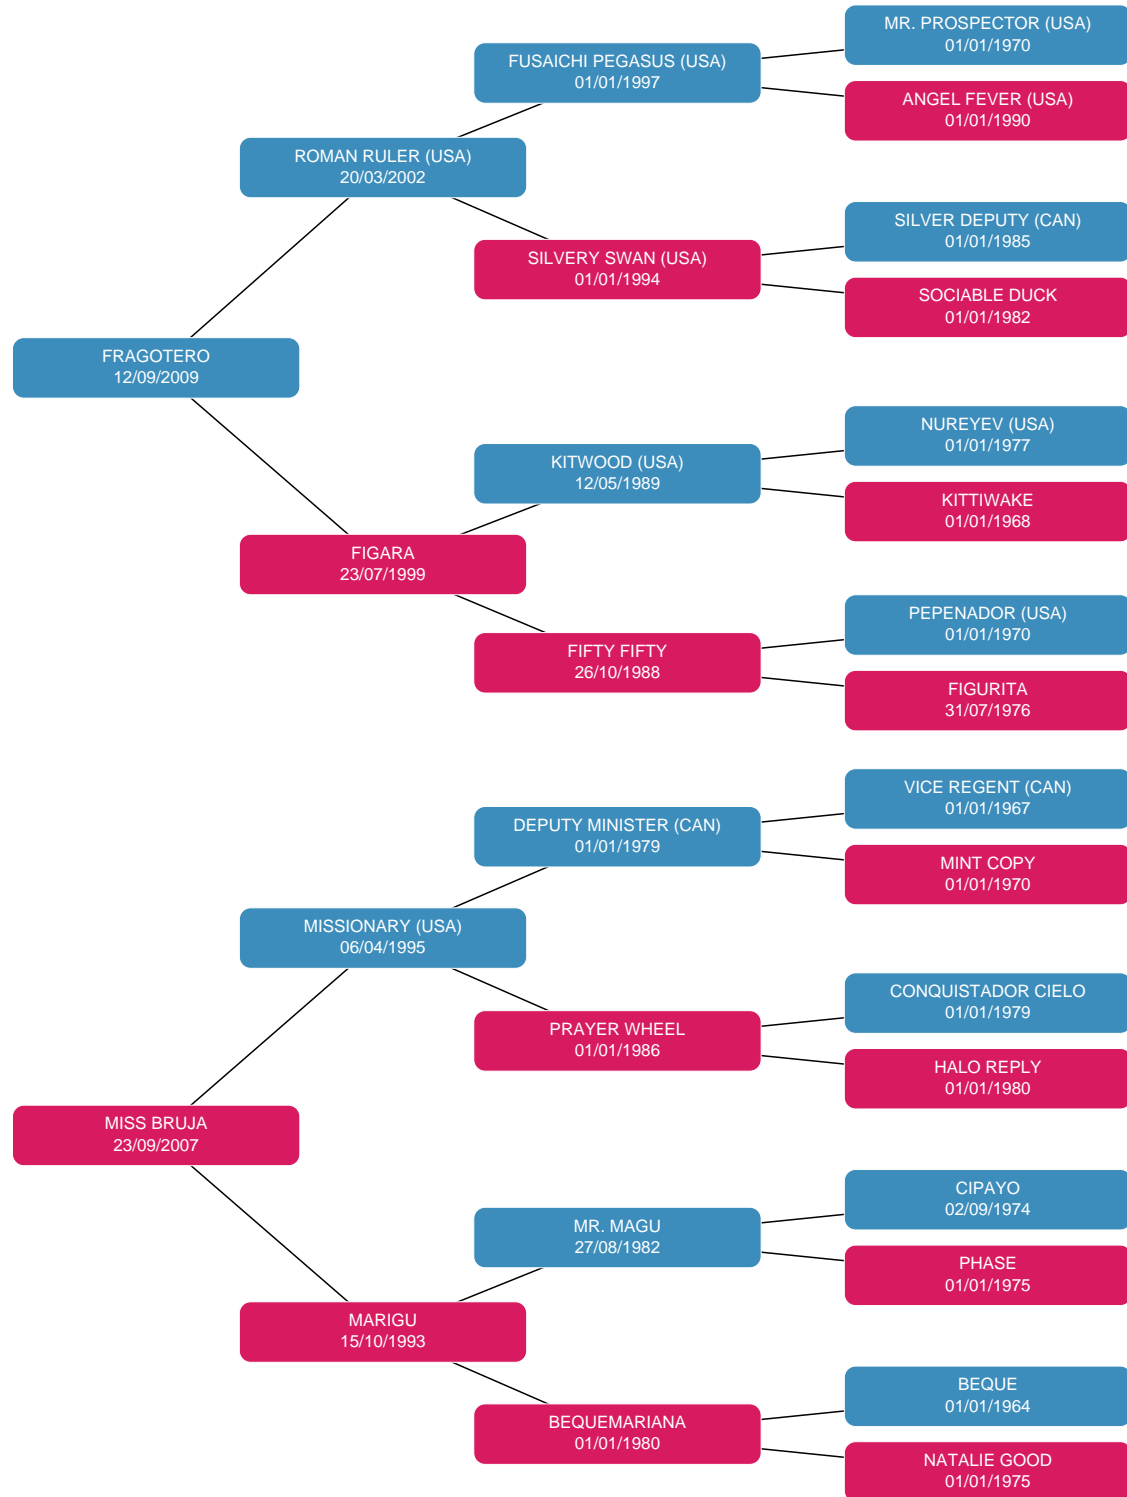 MR. PROSPECTOR (USA)
01/01/1970
FUSAICHI PEGASUS (USA)
01/01/1997
ANGEL FEVER (USA)
01/01/1990
ROMAN RULER (USA)
20/03/2002
SILVER DEPUTY (CAN)
01/01/1985
SILVERY SWAN (USA)
01/01/1994
SOCIABLE DUCK
01/01/1982
FRAGOTERO
12/09/2009
NUREYEV (USA)
01/01/1977
KITWOOD (USA)
12/05/1989
KITTIWAKE
01/01/1968
FIGARA
23/07/1999
PEPENADOR (USA)
01/01/1970
FIFTY FIFTY
26/10/1988
FIGURITA
31/07/1976
VICE REGENT (CAN)
01/01/1967
DEPUTY MINISTER (CAN)
01/01/1979
MINT COPY
01/01/1970
MISSIONARY (USA)
06/04/1995
CONQUISTADOR CIELO
01/01/1979
PRAYER WHEEL
01/01/1986
HALO REPLY
01/01/1980
MISS BRUJA
23/09/2007
CIPAYO
02/09/1974
MR. MAGU
27/08/1982
PHASE
01/01/1975
MARIGU
15/10/1993
BEQUE
01/01/1964
BEQUEMARIANA
01/01/1980
NATALIE GOOD
01/01/1975